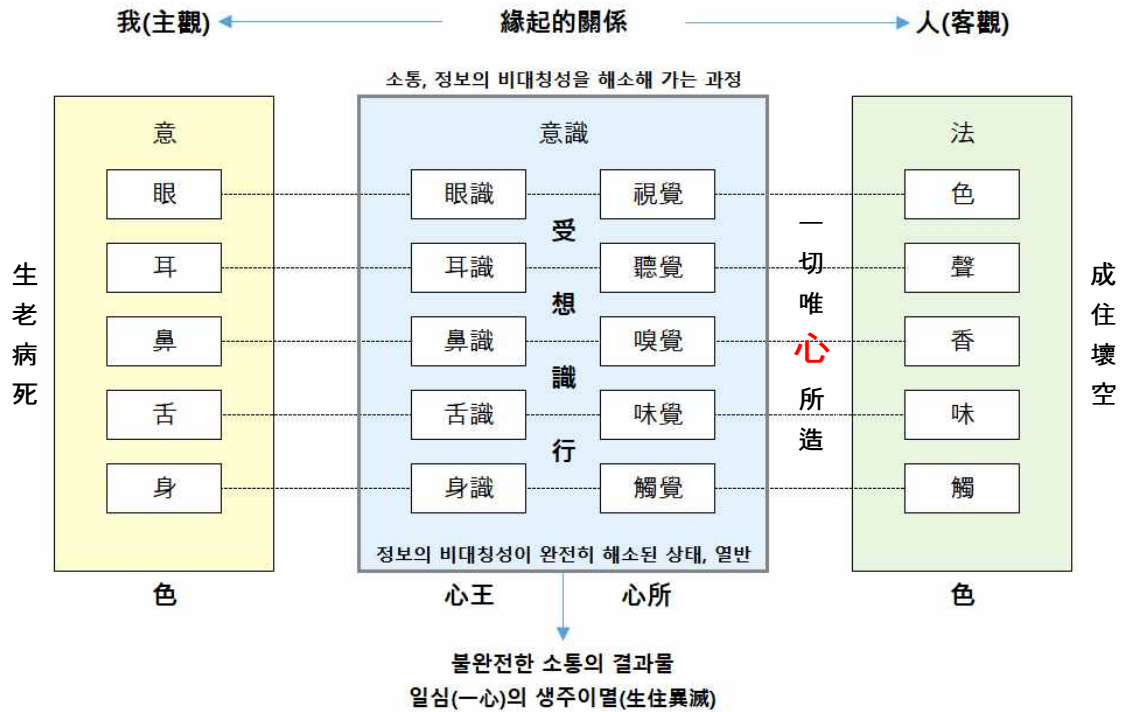 我(主觀) 緣起的關係 人(客觀)
소통, 정보의 비대칭성을 해소해 가는 과정
意 意識 法
眼 眼識 視覺 色
耳 耳識 聽覺 聲
鼻 鼻識 嗅覺 香
舌 舌識 味覺 味
身 身識 觸覺 觸
受想識行
一切唯心所造
生老病死
成住壞空
정보의 비대칭성이 완전히 해소된 상태, 열반
色 心王 心所 色
불완전한 소통의 결과물
일심(一心)의 생주이멸(生住異滅)